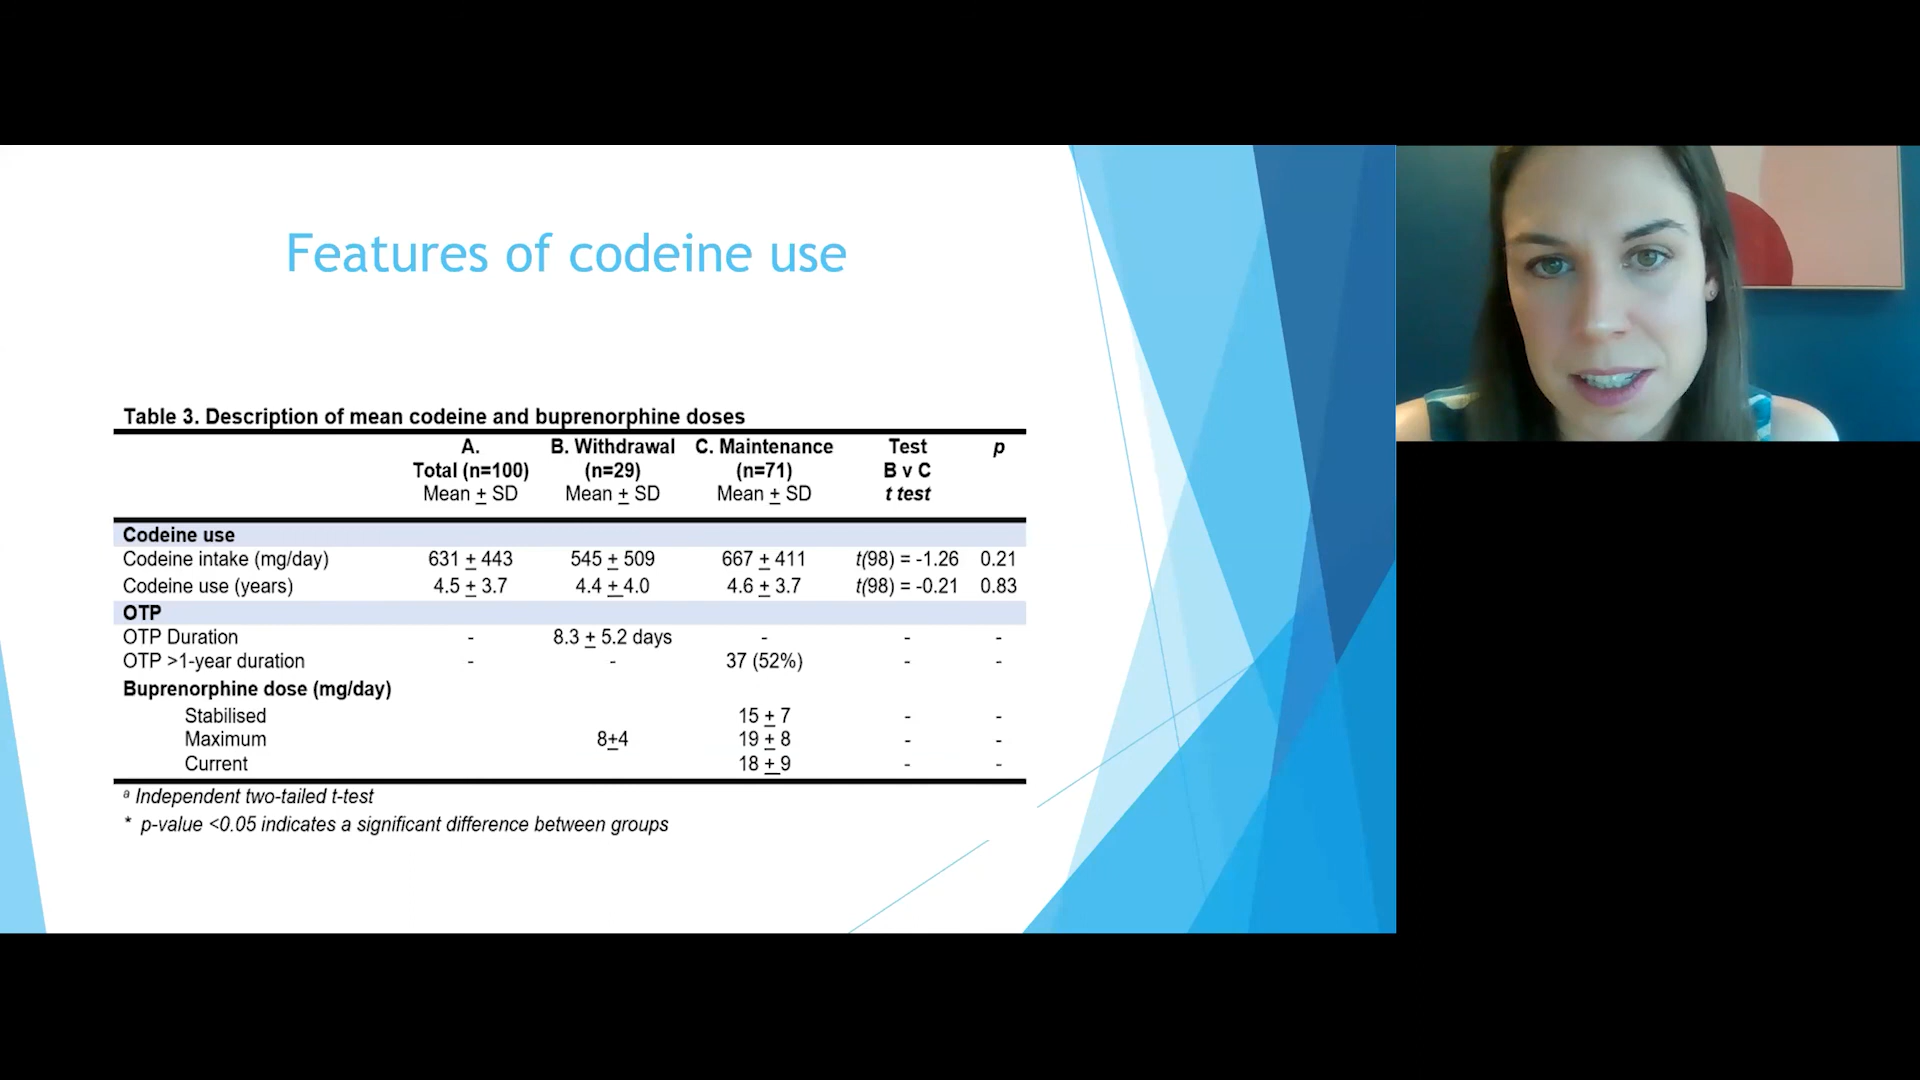 Features of codeine use
Table 3. Description of mean codeine and buprenorphine doses
A. B. Withdrawal C. Maintenance Test p
Total (n=100) (n=29) (n=71) B v C
Mean ± SD Mean ± SD Mean ± SD t test
Codeine use
Codeine intake (mg/day) 631 ± 443 545 ± 509 667 ± 411 t(98) = -1.26 0.21
Codeine use (years) 4.5 ± 3.7 4.4 ± 4.0 4.6 ± 3.7 t(98) = -0.21 0.83
OTP
OTP Duration - 8.3 ± 5.2 days - - -
OTP >1-year duration - - 37 (52%) - -
Buprenorphine dose (mg/day)
Stabilised 15 ± 7 - -
Maximum 8±4 19 ± 8 - -
Current 18 ± 9 - -
a Independent two-tailed t-test
* p-value <0.05 indicates a significant difference between groups